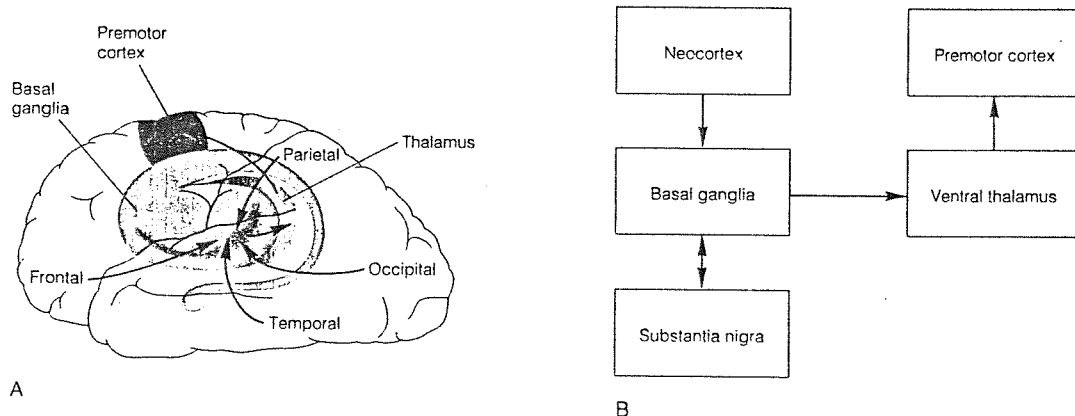 Premotor
cortex
Basal
ganglia
Parietal
Thalamus
Frontal
Occipital
Temporal
A
Neccortex
Premotor cortex
Basal ganglia
Ventral thalamus
Substantia nigra
B